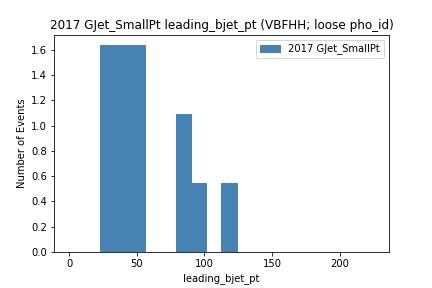 2017 GJet_SmallPt leading_bjet_pt (VBFHH; loose pho_id)
2017 GJet_SmallPt
Number of Events
1.6
1.4
1.2
1.0
0.8
0.6
0.4
0.2
0.0
0 50 100 150 200
leading_bjet_pt